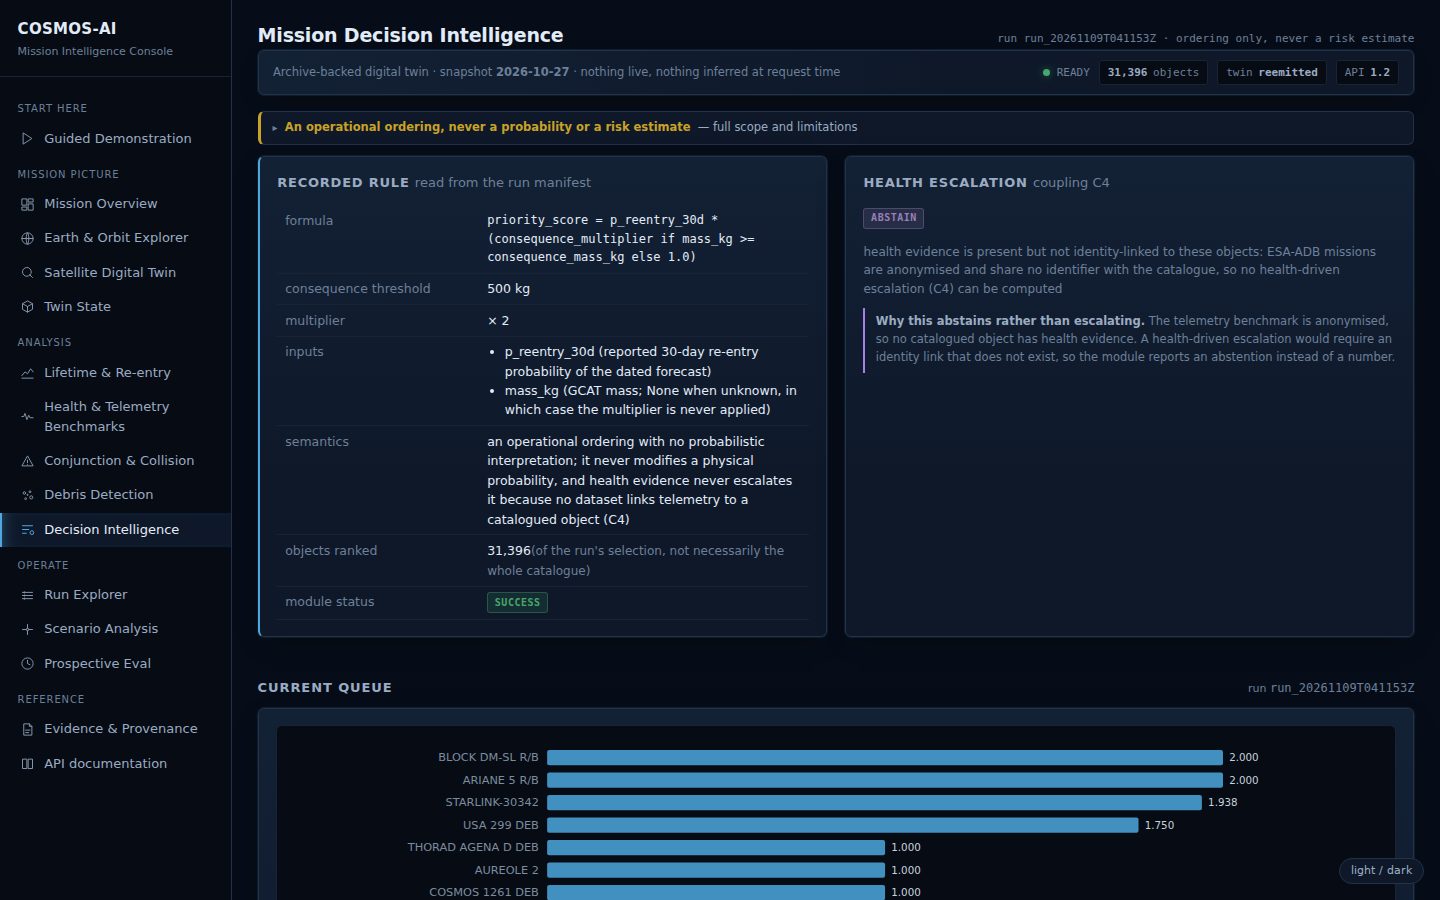 COSMOS-AI
Mission Intelligence Console
START HERE
Guided Demonstration
MISSION PICTURE
Mission Overview
Earth & Orbit Explorer
Satellite Digital Twin
Twin State
ANALYSIS
Lifetime & Re-entry
Health & Telemetry
Benchmarks
Conjunction & Collision
Debris Detection
Decision Intelligence
OPERATE
Run Explorer
Scenario Analysis
Prospective Eval
REFERENCE
Evidence & Provenance
API documentation
Mission Decision Intelligence
run run_20261109T041153Z · ordering only, never a risk estimate
Archive-backed digital twin · snapshot 2026-10-27 · nothing live, nothing inferred at request time
READY
31,396 objects
twin reemitted
API 1.2
▸ An operational ordering, never a probability or a risk estimate — full scope and limitations
RECORDED RULE read from the run manifest
formula
priority_score = p_reentry_30d *
(consequence_multiplier if mass_kg >=
consequence_mass_kg else 1.0)
consequence threshold
500 kg
multiplier
× 2
inputs
• p_reentry_30d (reported 30-day re-entry
probability of the dated forecast)
• mass_kg (GCAT mass; None when unknown, in
which case the multiplier is never applied)
semantics
an operational ordering with no probabilistic
interpretation; it never modifies a physical
probability, and health evidence never escalates
it because no dataset links telemetry to a
catalogued object (C4)
objects ranked
31,396(of the run's selection, not necessarily the
whole catalogue)
module status
SUCCESS
HEALTH ESCALATION coupling C4
ABSTAIN
health evidence is present but not identity-linked to these objects: ESA-ADB missions
are anonymised and share no identifier with the catalogue, so no health-driven
escalation (C4) can be computed
Why this abstains rather than escalating. The telemetry benchmark is anonymised,
so no catalogued object has health evidence. A health-driven escalation would require an
identity link that does not exist, so the module reports an abstention instead of a number.
CURRENT QUEUE
run run_20261109T041153Z
BLOCK DM-SL R/B 2.000
ARIANE 5 R/B 2.000
STARLINK-30342 1.938
USA 299 DEB 1.750
THORAD AGENA D DEB 1.000
AUREOLE 2 1.000
COSMOS 1261 DEB 1.000
light / dark